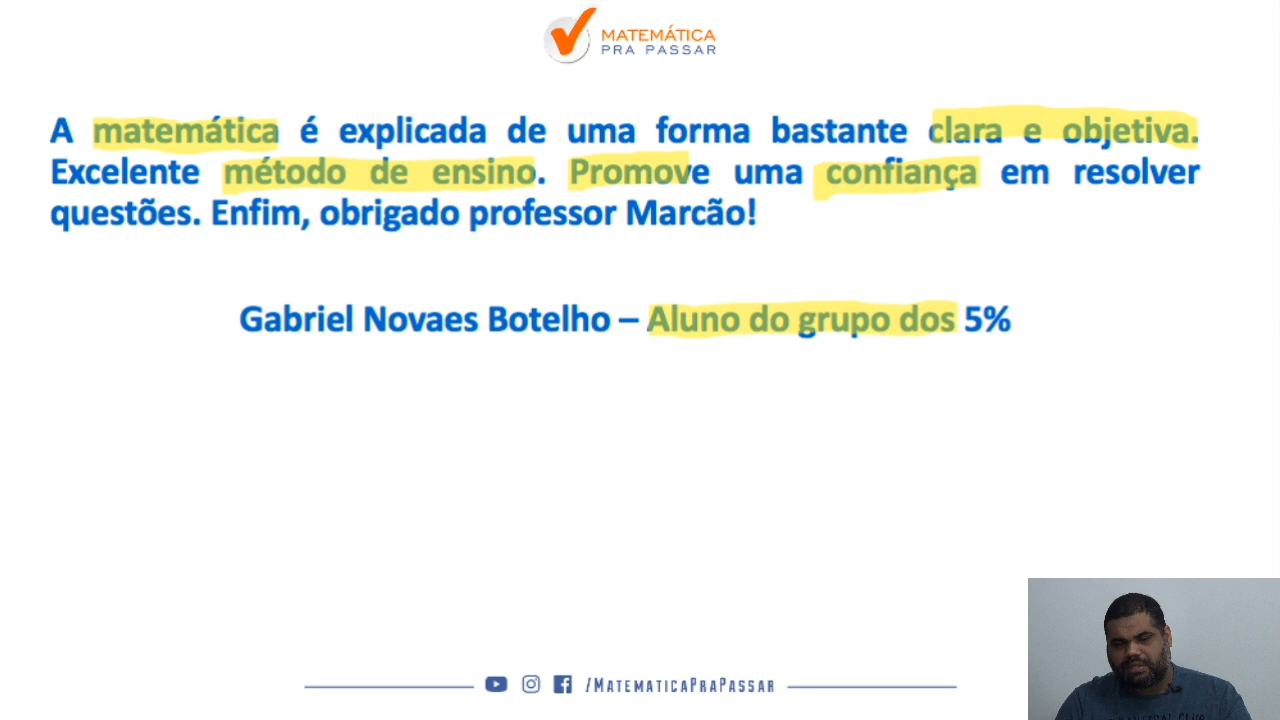 MATEMÁTICA
PRA PASSAR
A matemática é explicada de uma forma bastante clara e objetiva.
Excelente método de ensino. Promove uma confiança em resolver
questões. Enfim, obrigado professor Marcão!
Gabriel Novaes Botelho – Aluno do grupo dos 5%
/MATEMATICAPRAPASSAR